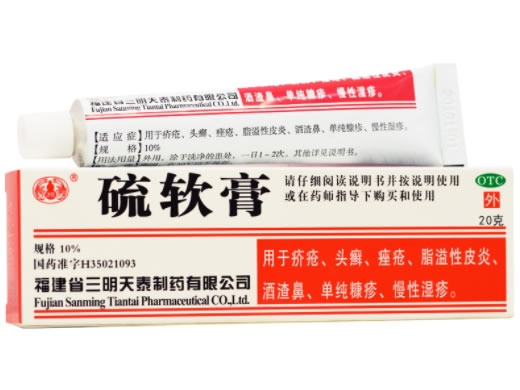 福建省三明天泰制药有限公司
Fujian Sanming Tiantai Pharmaceutical CO.,Ltd.
酒渣鼻、单纯糠疹、慢性湿疹。
[适应症]用于疥疮、头癣、痤疮、脂溢性皮炎、酒渣鼻、单纯糠疹、慢性湿疹。
[规 格]10%
[用法用量]外用，涂于洗净的患处，一日1~2次，其他详见说明书。
硫软膏
请仔细阅读说明书并按说明使用
或在药师指导下购买和使用
OTC
外
20克
规格 10%
国药准字H35021093
福建省三明天泰制药有限公司
Fujian Sanming Tiantai Pharmaceutical CO.,Ltd
用于疥疮、头癣、痤疮、脂溢性皮炎、
酒渣鼻、单纯糠疹、慢性湿疹。